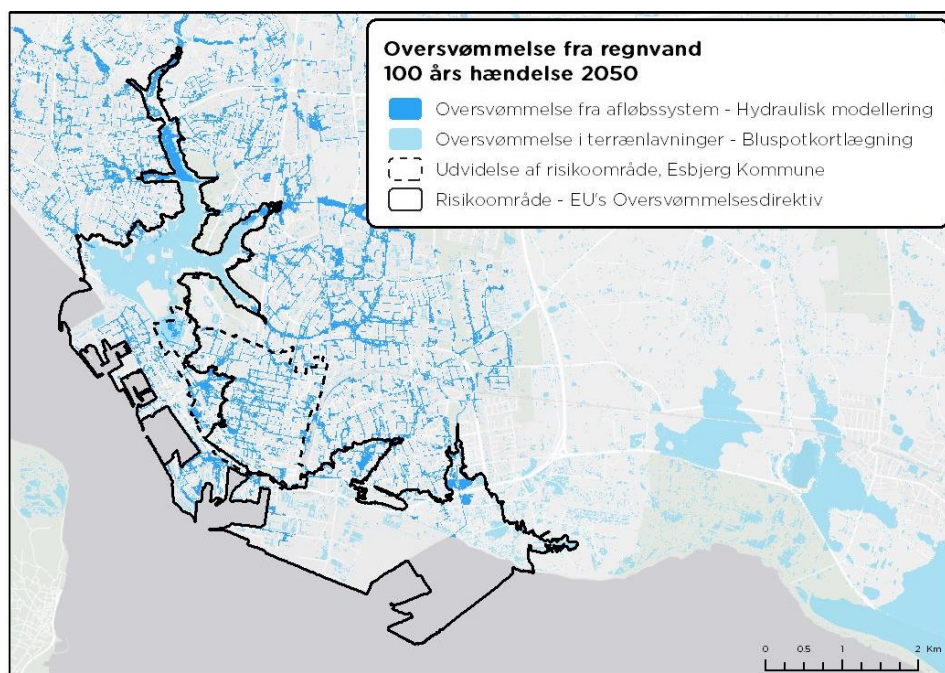 Oversvømmelse fra regnvand
100 års hændelse 2050
Oversvømmelse fra afløbssystem - Hydraulisk modellering
Oversvømmelse i terrænlavninger - Bluspotkortlægning
Udvidelse af risikoområde, Esbjerg Kommune
Risikoområde - EU's Oversvømmelsesdirektiv
0 0.5 1 2 Km